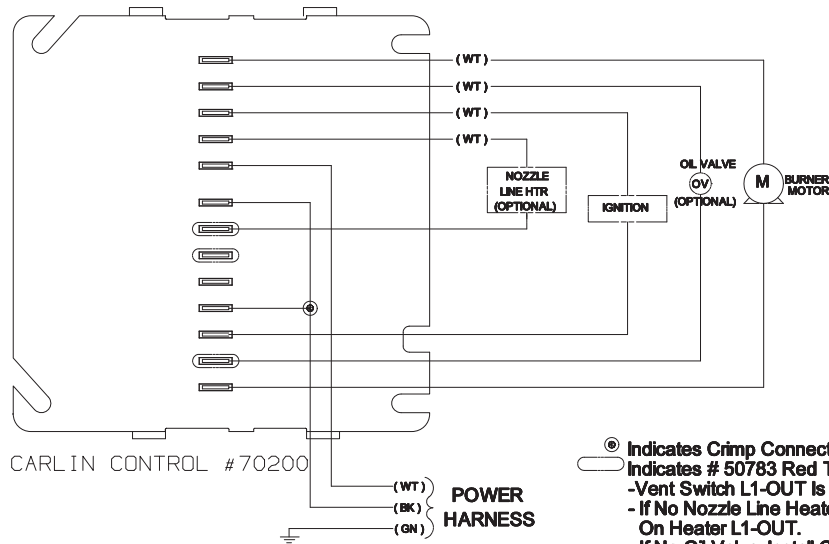 (WT)
(WT)
(WT)
(WT)
OIL VALVE
OV
(OPTIONAL)
M
BURNER
MOTOR
NOZZLE
LINE HTR
(OPTIONAL)
IGNITION
CARLIN CONTROL #70200
(WT)
(BK)
(GN)
POWER
HARNESS
Indicates Crimp Connect
Indicates # 50783 Red T
-Vent Switch L1-OUT Is
- If No Nozzle Line Heate
On Heater L1-OUT.